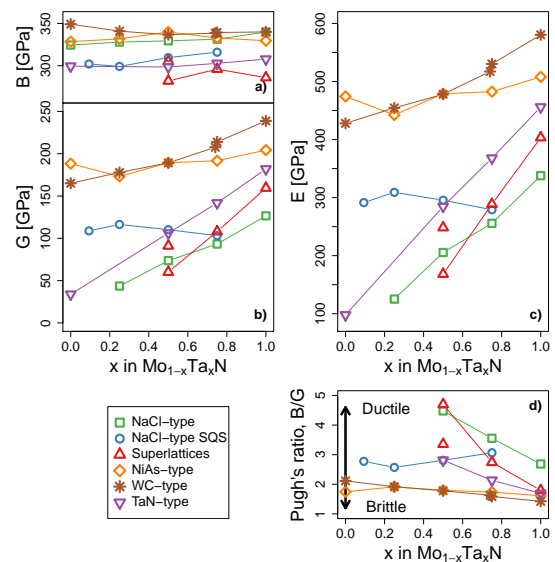 B [GPa]
350
300
a)
G [GPa]
250
200
150
100
50
0
b)
0.0 0.2 0.4 0.6 0.8 1.0
x in Mo1−xTaxN
E [GPa]
600
500
400
300
200
100
c)
0.0 0.2 0.4 0.6 0.8 1.0
x in Mo1−xTaxN
NaCl−type
NaCl−type SQS
Superlattices
NiAs−type
WC−type
TaN−type
Pugh's ratio, B/G
5
4
3
2
1
Ductile
Brittle
d)
0.0 0.2 0.4 0.6 0.8 1.0
x in Mo1−xTaxN